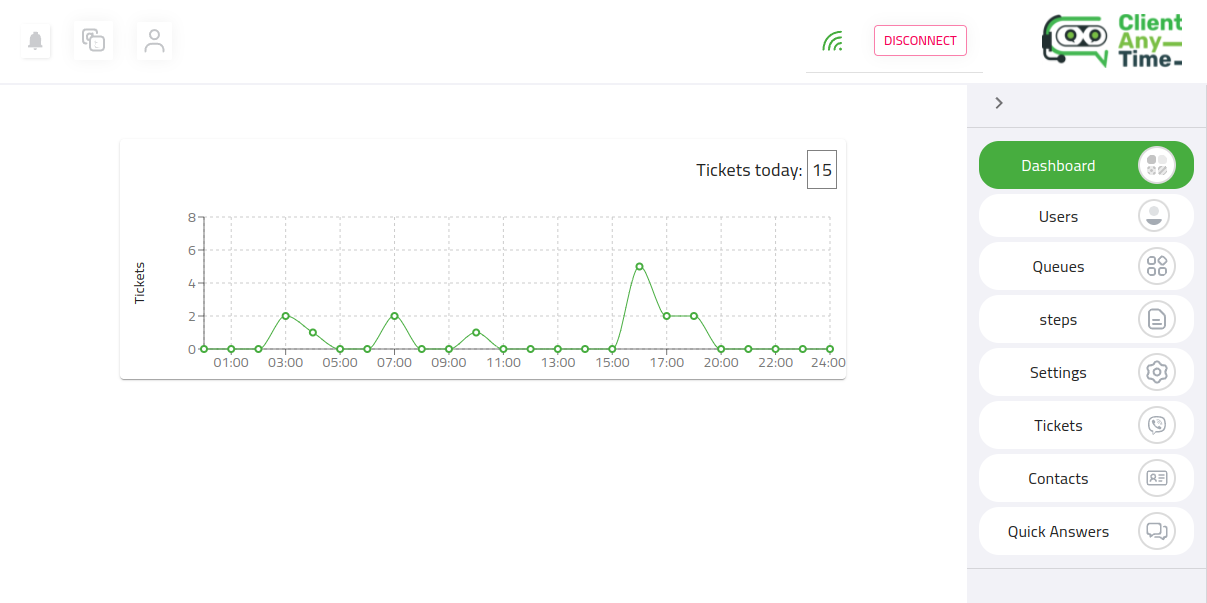 DISCONNECT
Client
Any
Time
Tickets today: 15
Tickets
8
6
4
2
0
01:00 03:00 05:00 07:00 09:00 11:00 13:00 15:00 17:00 20:00 22:00 24:00
Dashboard
Users
Queues
steps
Settings
Tickets
Contacts
Quick Answers